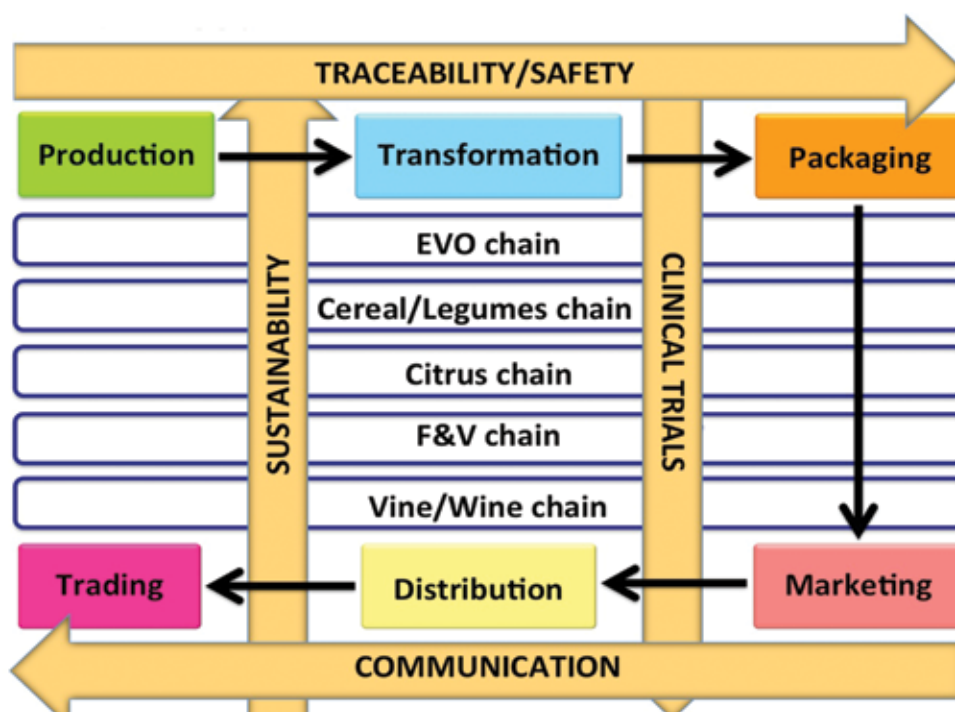 TRACEABILITY/SAFETY
Production
Transformation
Packaging
EVO chain
Cereal/Legumes chain
Citrus chain
F&V chain
Vine/Wine chain
SUSTAINABILITY
CLINICAL TRIALS
Trading
Distribution
Marketing
COMMUNICATION